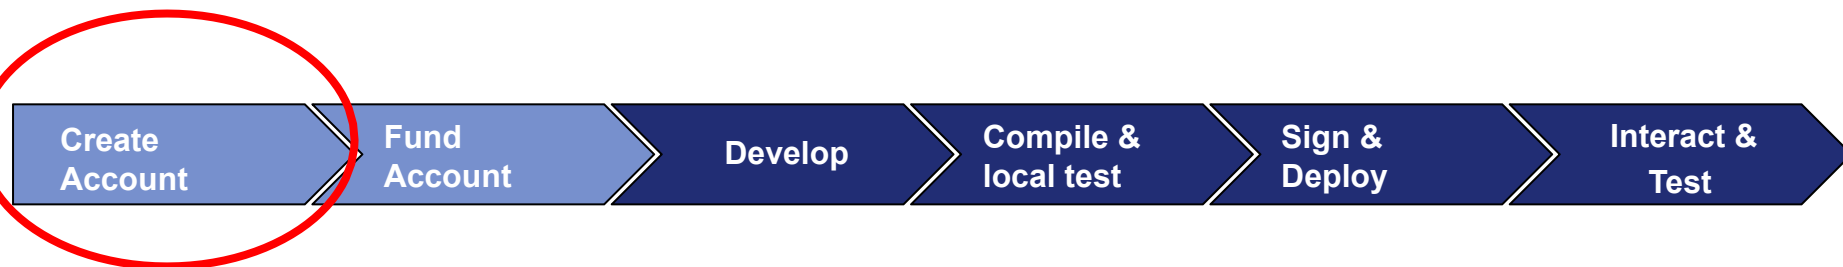 Create
Account
Fund
Account
Develop
Compile &
local test
Sign &
Deploy
Interact &
Test